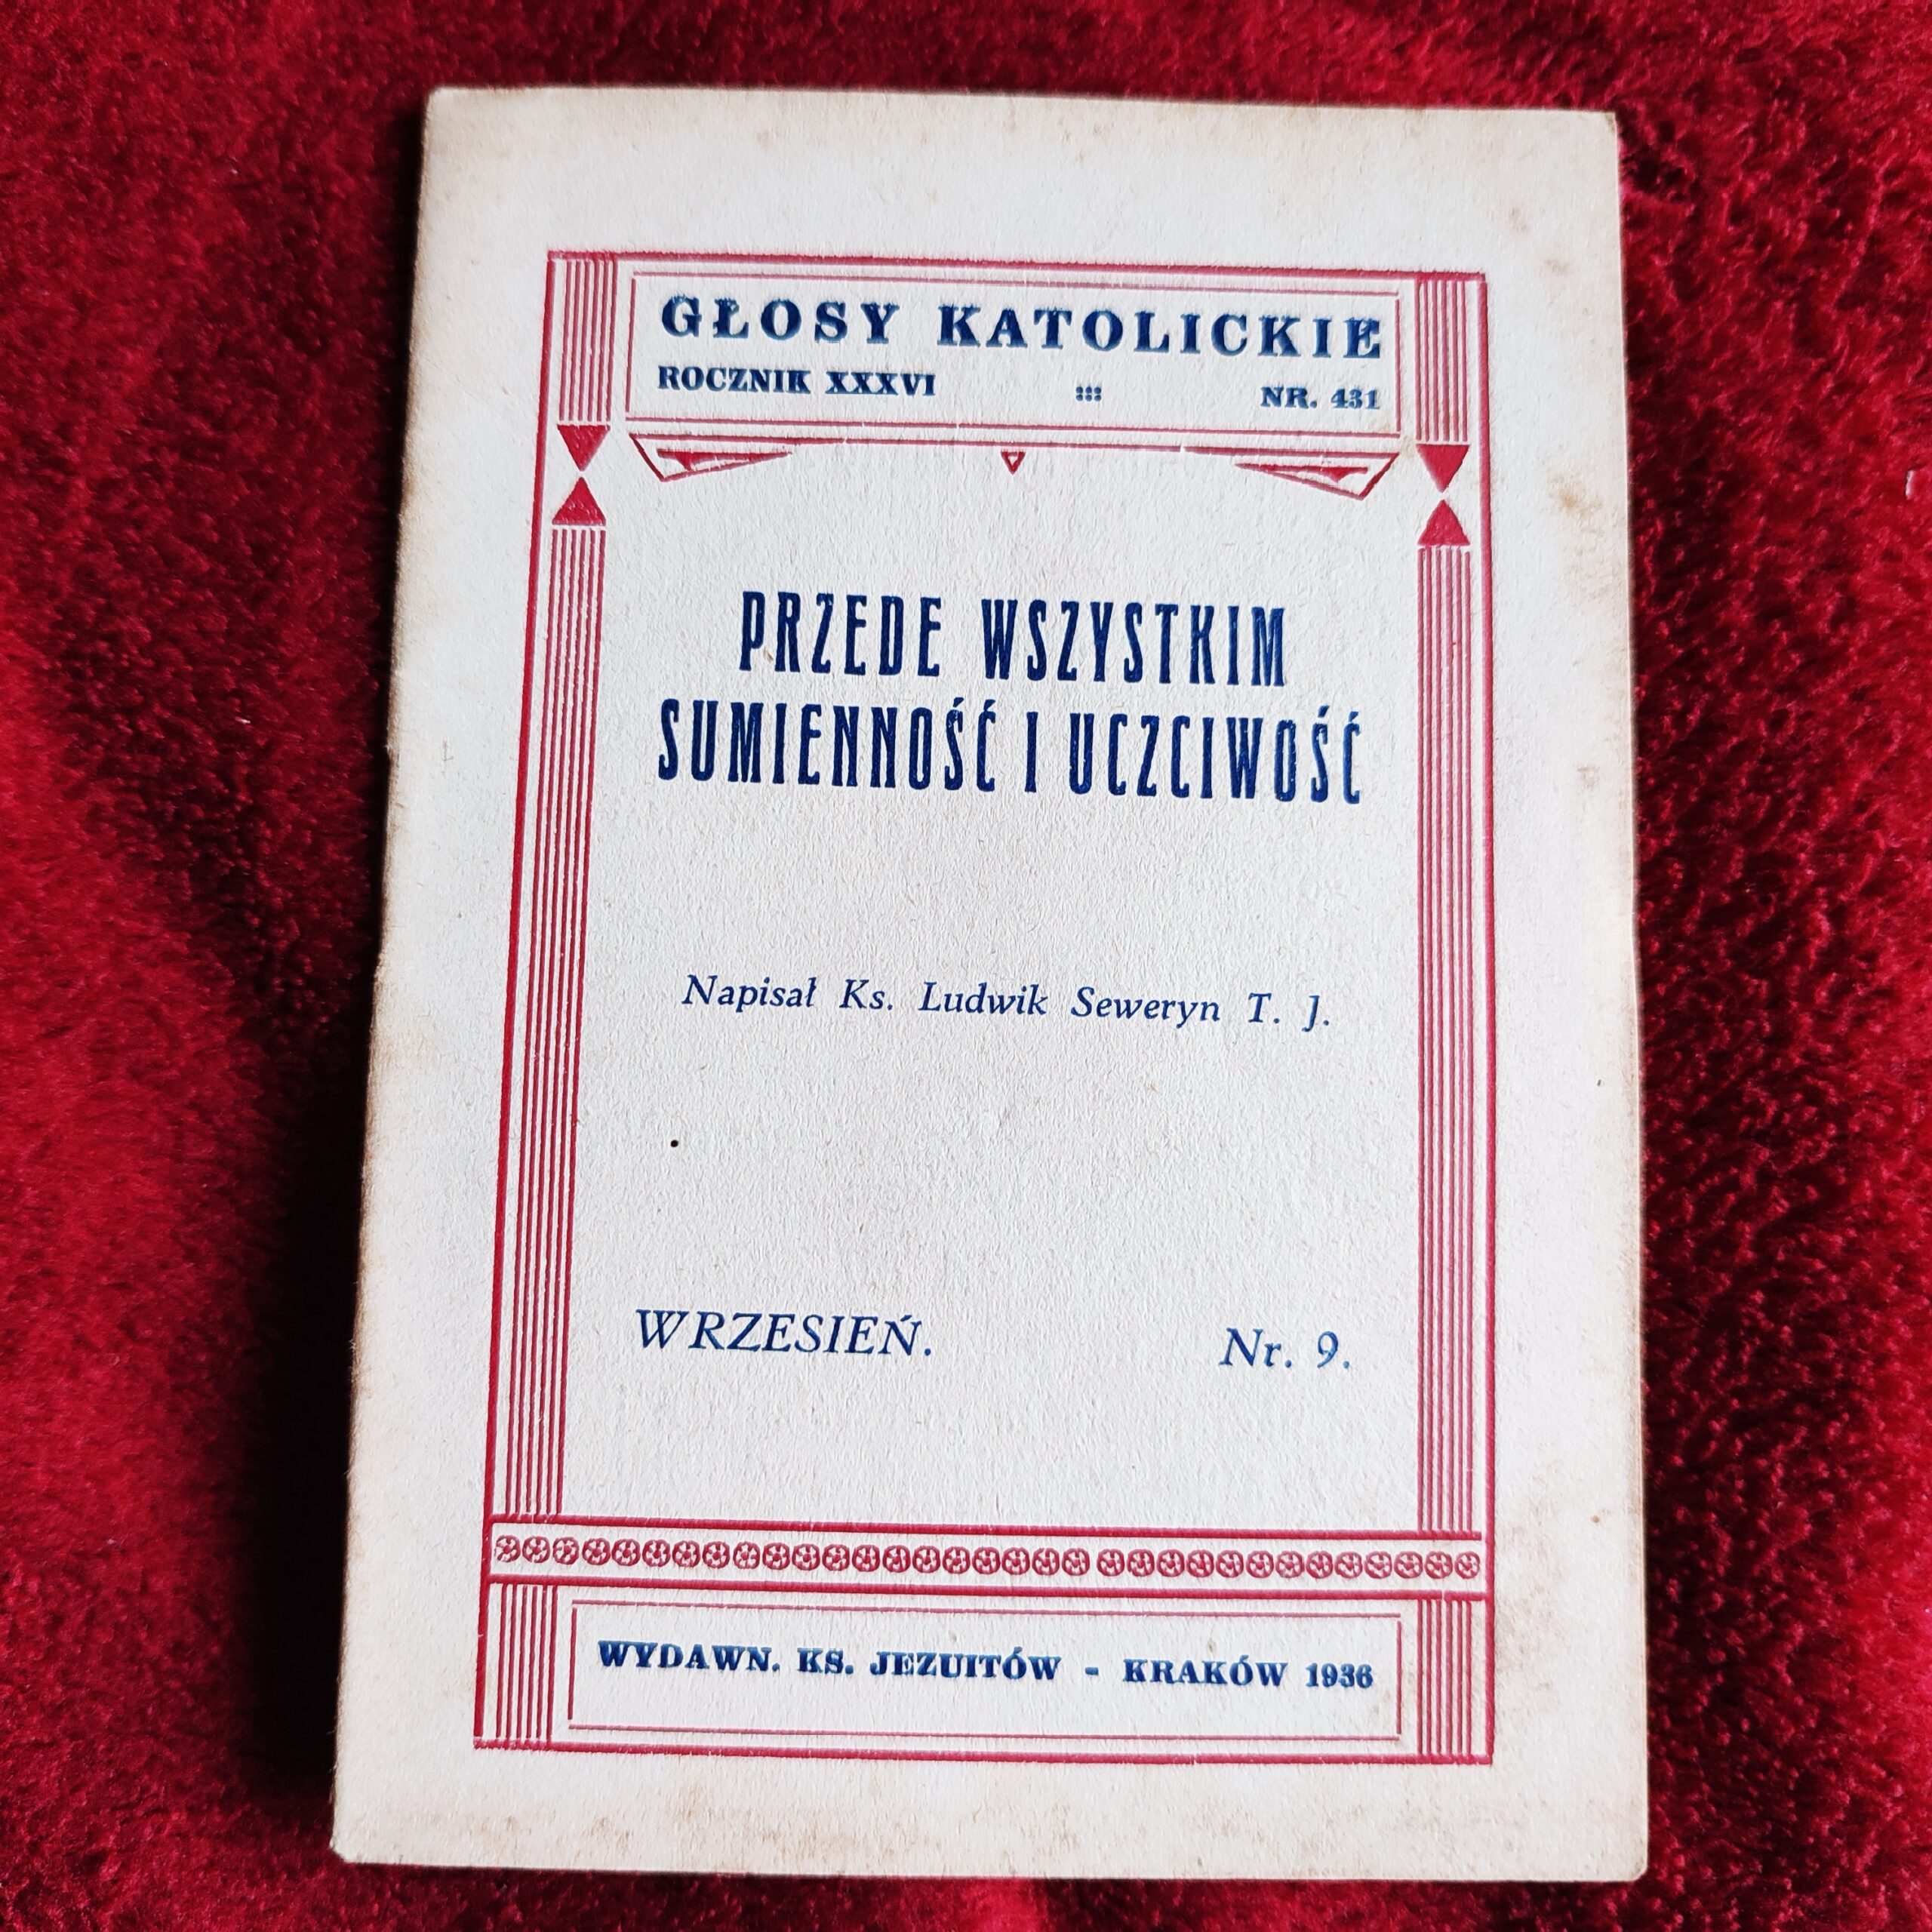 GŁOSY KATOLICKIE
ROCZNIK XXXVI ::: NR. 431
PRZEDE WSZYSTKIM
SUMIENNOŚĆ I UCZCIWOŚĆ
Napisał Ks. Ludwik Seweryn T. J.
WRZESIEŃ. Nr. 9.
WYDAWN. KS. JEZUITÓW - KRAKÓW 1936